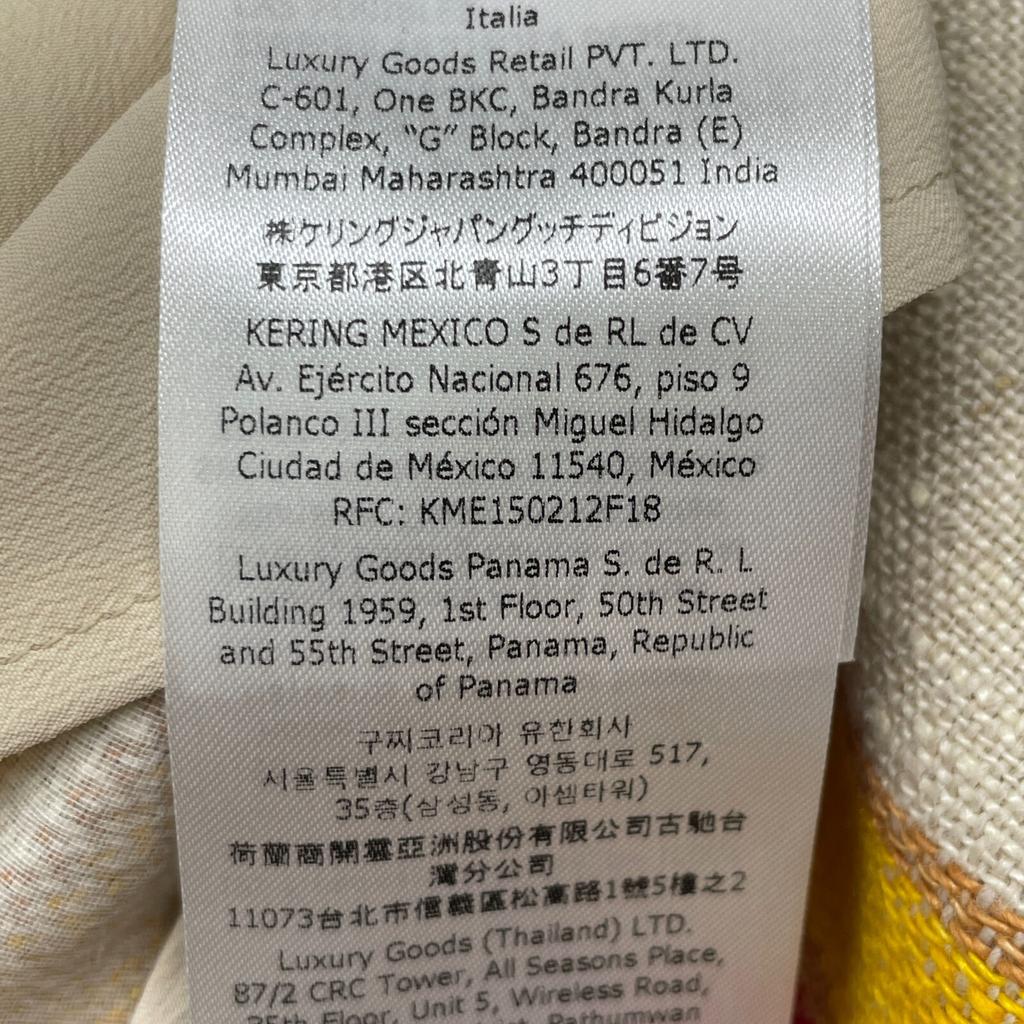 Italia
Luxury Goods Retail PVT. LTD.
C-601, One BKC, Bandra Kurla
Complex, “G” Block, Bandra (E)
Mumbai Maharashtra 400051 India
㈱ケリングジャパングッチディビジョン
東京都港区北青山3丁目6番7号
KERING MEXICO S de RL de CV
Av. Ejército Nacional 676, piso 9
Polanco III sección Miguel Hidalgo
Ciudad de México 11540, México
RFC: KME150212F18
Luxury Goods Panama S. de R. L
Building 1959, 1st Floor, 50th Street
and 55th Street, Panama, Republic
of Panama
구찌코리아 유한회사
서울특별시 강남구 영동대로 517,
35층(삼성동, 아셈타워)
荷蘭商開雲亞洲股份有限公司古馳台
灣分公司
11073台北市信義區松高路1號5樓之2
Luxury Goods (Thailand) LTD.
87/2 CRC Tower, All Seasons Place,
35th Floor, Unit 5, Wireless Road,
Pathumwan